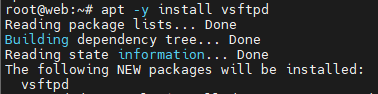 root@web:~# apt -y install vsftpd
Reading package lists... Done
Building dependency tree... Done
Reading state information... Done
The following NEW packages will be installed:
  vsftpd